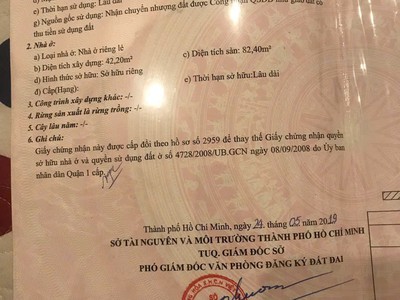 e) Thời hạn sử dụng: Lâu dài
g) Nguồn gốc sử dụng: Nhận chuyển nhượng đất được Công nhận QSDĐ như giao đất có
thu tiền sử dụng đất
2. Nhà ở:
a) Loại nhà ở: Nhà ở riêng lẻ
b) Diện tích xây dựng: 42,20m² c) Diện tích sàn: 82,40m²
d) Hình thức sở hữu: Sở hữu riêng
đ) Cấp(Hạng): e) Thời hạn sở hữu:Lâu dài
3. Công trình xây dựng khác: -/-
4. Rừng sản xuất là rừng trồng: -/-
5. Cây lâu năm: -/-
6. Ghi chú:
Giấy chứng nhận này được cấp đổi theo hồ sơ số 2959 để thay thế Giấy chứng nhận quyền
sở hữu nhà ở và quyền sử dụng đất ở số 4728/2008/UB.GCN ngày 08/09/2008 do Ủy ban
nhân dân Quận 1 cấp.
Thành phố Hồ Chí Minh, ngày 24 tháng 05 năm 2019
SỞ TÀI NGUYÊN VÀ MÔI TRƯỜNG THÀNH PHỐ HỒ CHÍ MINH
TUQ. GIÁM ĐỐC SỞ
PHÓ GIÁM ĐỐC VĂN PHÒNG ĐĂNG KÝ ĐẤT ĐAI